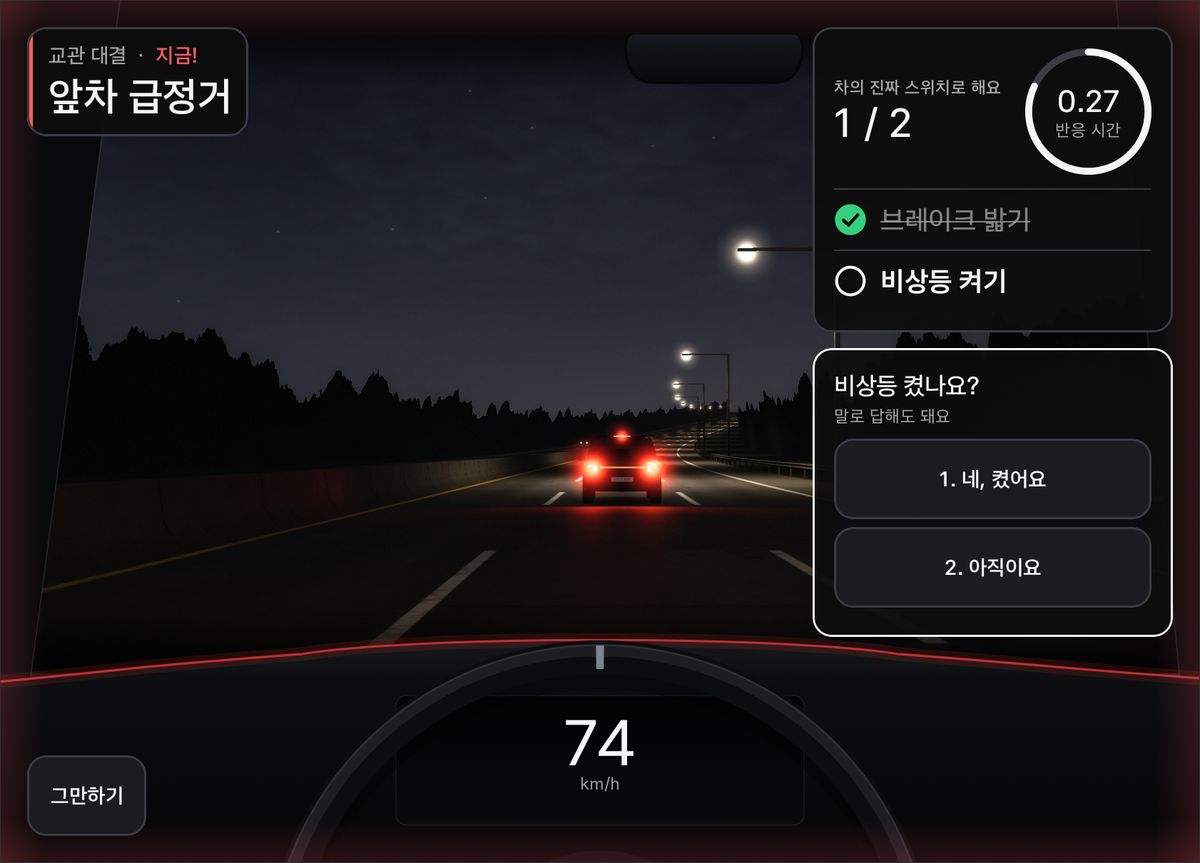 교관 대결 · 지금!
앞차 급정거
차의 진짜 스위치로 해요
1 / 2
0.27
반응 시간
브레이크 밟기
비상등 켜기
비상등 켰나요?
말로 답해도 돼요
1. 네, 켰어요
2. 아직이요
74
km/h
그만하기